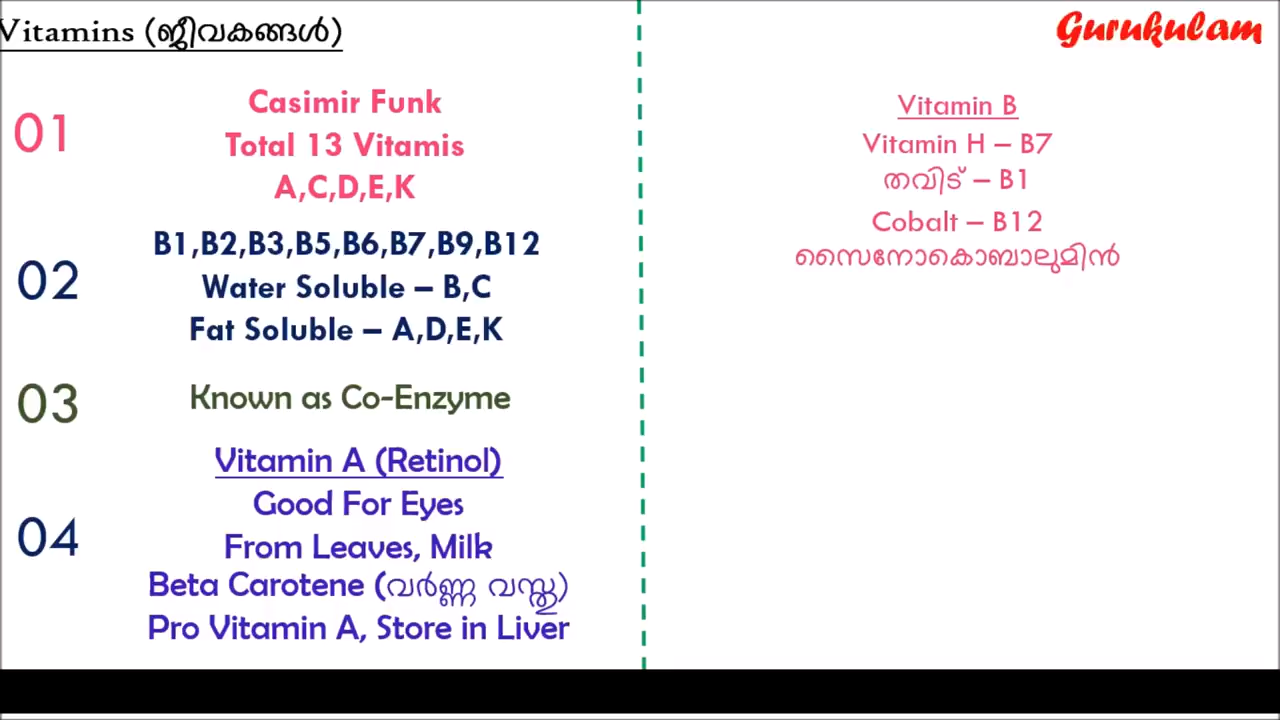 Vitamins (ജീവകങ്ങൾ)
Gurukulam
01
Casimir Funk
Total 13 Vitamis
A,C,D,E,K
02
B1,B2,B3,B5,B6,B7,B9,B12
Water Soluble – B,C
Fat Soluble – A,D,E,K
03
Known as Co-Enzyme
04
Vitamin A (Retinol)
Good For Eyes
From Leaves, Milk
Beta Carotene (വർണ്ണ വസ്തു)
Pro Vitamin A, Store in Liver
Vitamin B
Vitamin H – B7
തവിട് – B1
Cobalt – B12
സൈനോകൊബാലുമിൻ